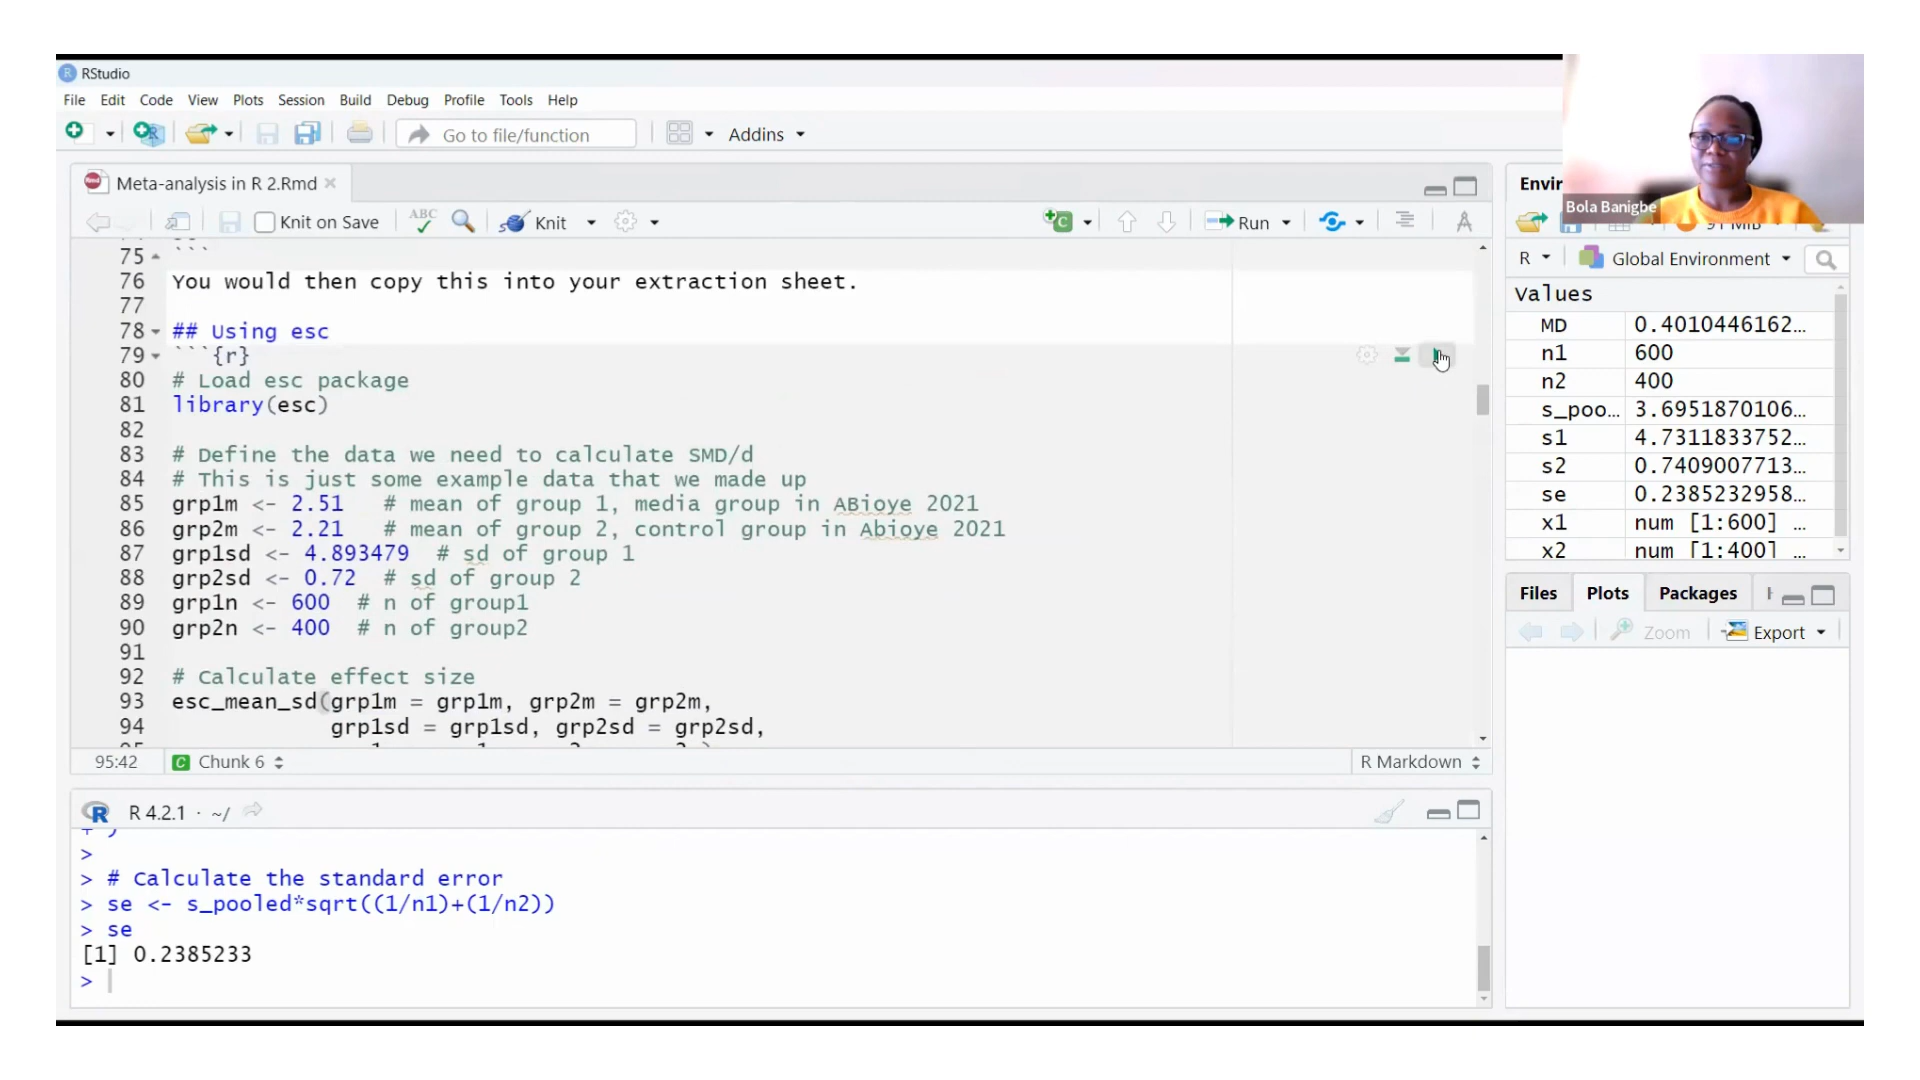 RStudio
File Edit Code View Plots Session Build Debug Profile Tools Help
Go to file/function Addins
Meta-analysis in R 2.Rmd
Knit on Save ABC Knit Run
75 ```
76 You would then copy this into your extraction sheet.
77
78 ## Using esc
79 ```{r}
80 # Load esc package
81 library(esc)
82
83 # Define the data we need to calculate SMD/d
84 # This is just some example data that we made up
85 grp1m <- 2.51 # mean of group 1, media group in ABioye 2021
86 grp2m <- 2.21 # mean of group 2, control group in Abioye 2021
87 grp1sd <- 4.893479 # sd of group 1
88 grp2sd <- 0.72 # sd of group 2
89 grp1n <- 600 # n of group1
90 grp2n <- 400 # n of group2
91
92 # Calculate effect size
93 esc_mean_sd(grp1m = grp1m, grp2m = grp2m,
94 grp1sd = grp1sd, grp2sd = grp2sd,
95:42 C Chunk 6 R Markdown
R 4.2.1 · ~/
+ }
>
> # Calculate the standard error
> se <- s_pooled*sqrt((1/n1)+(1/n2))
> se
[1] 0.2385233
>
Bola Banigbe
Envir
91 MiB
R Global Environment
Values
MD 0.4010446162...
n1 600
n2 400
s_poo... 3.6951870106...
s1 4.7311833752...
s2 0.7409007713...
se 0.2385232958...
x1 num [1:600] ...
x2 num [1:400] ...
Files Plots Packages
Zoom Export